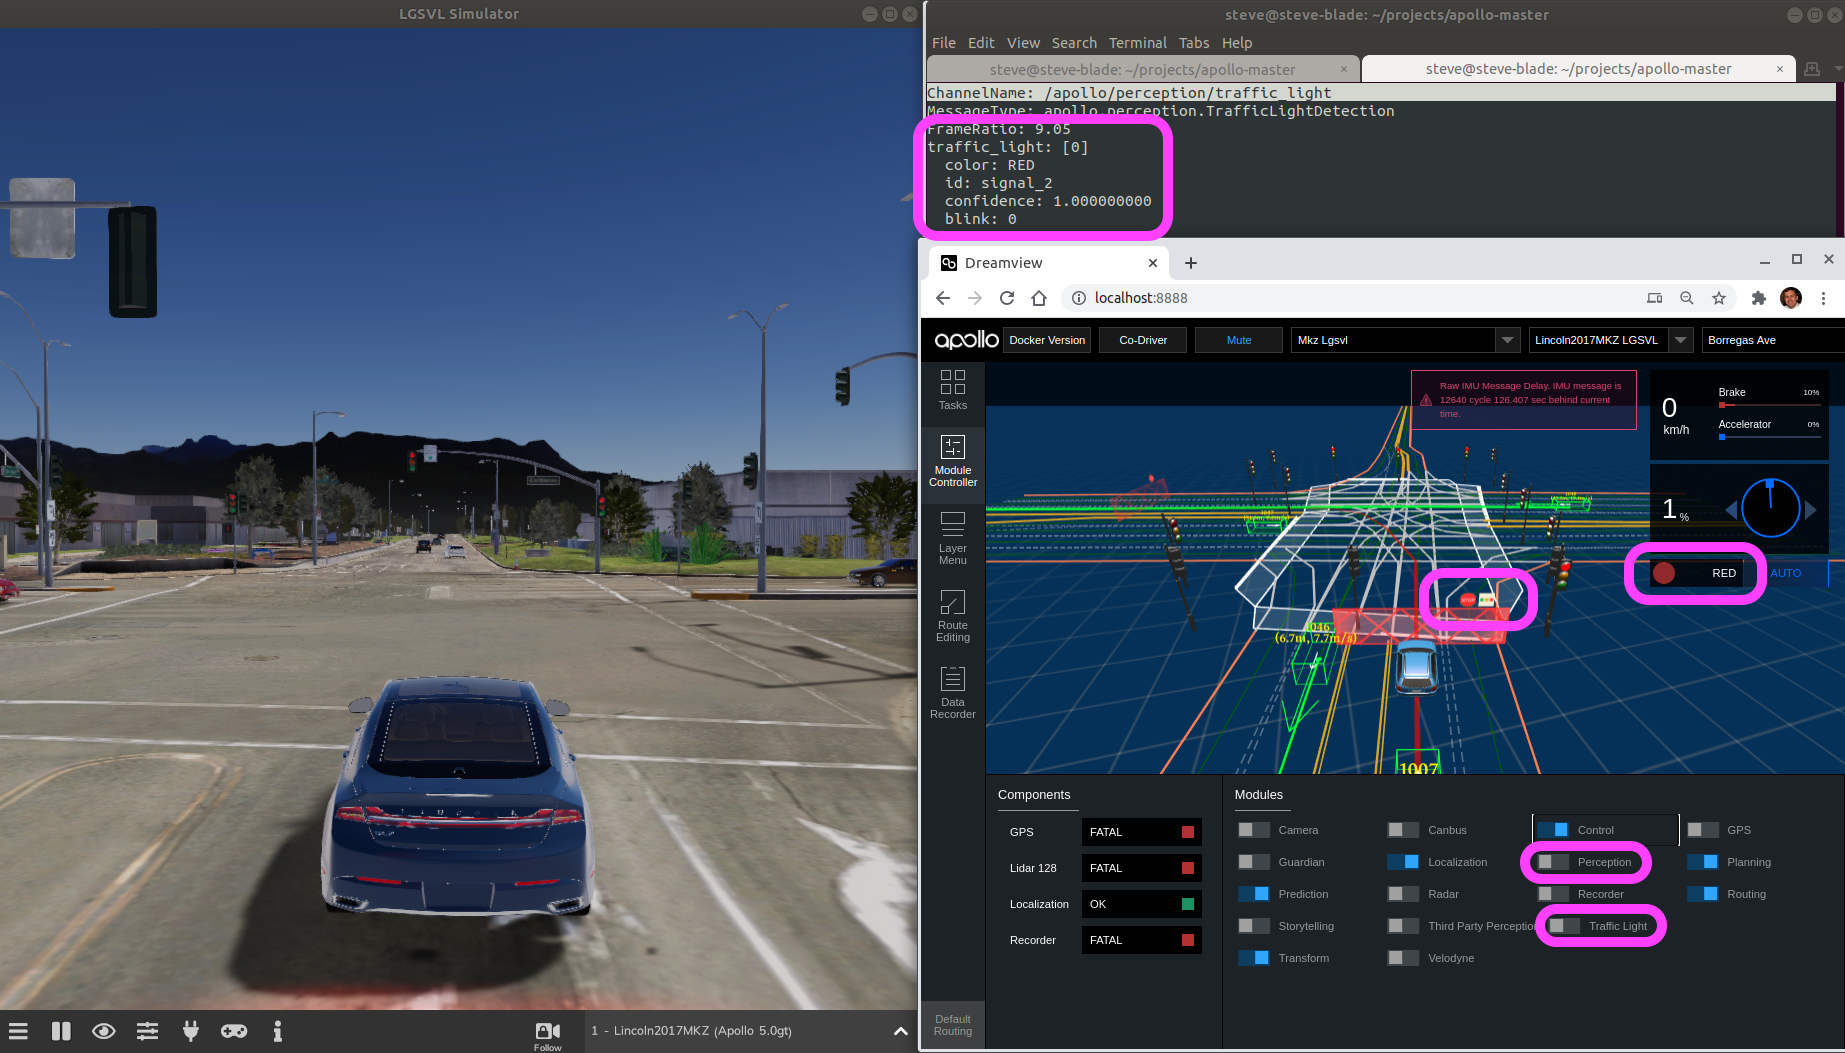 LGSVL Simulator
steve@steve-blade: ~/projects/apollo-master
File Edit View Search Terminal Tabs Help
steve@steve-blade: ~/projects/apollo-master ×
steve@steve-blade: ~/projects/apollo-master ×
ChannelName: /apollo/perception/traffic_light
MessageType: apollo.perception.TrafficLightDetection
FrameRatio: 9.05
traffic_light: [0]
color: RED
id: signal_2
confidence: 1.000000000
blink: 0
Dreamview
localhost:8888
apollo
Docker Version
Co-Driver
Mute
Mkz Lgsvl
Lincoln2017MKZ LGSVL
Borregas Ave
Tasks
Module
Controller
Layer
Menu
Route
Editing
Data
Recorder
Default
Routing
Raw IMU Message Delay. IMU message is
12640 cycle 126.407 sec behind current
time.
0
km/h
Brake 10%
Accelerator 0%
1 %
RED
AUTO
STOP
1046
(6.7m, 7.7m/s)
1007
Components
GPS FATAL
Lidar 128 FATAL
Localization OK
Recorder FATAL
Modules
Camera Canbus Control GPS
Guardian Localization Perception Planning
Prediction Radar Recorder Routing
Storytelling Third Party Perception Traffic Light
Transform Velodyne
Follow
1 - Lincoln2017MKZ (Apollo 5.0gt)